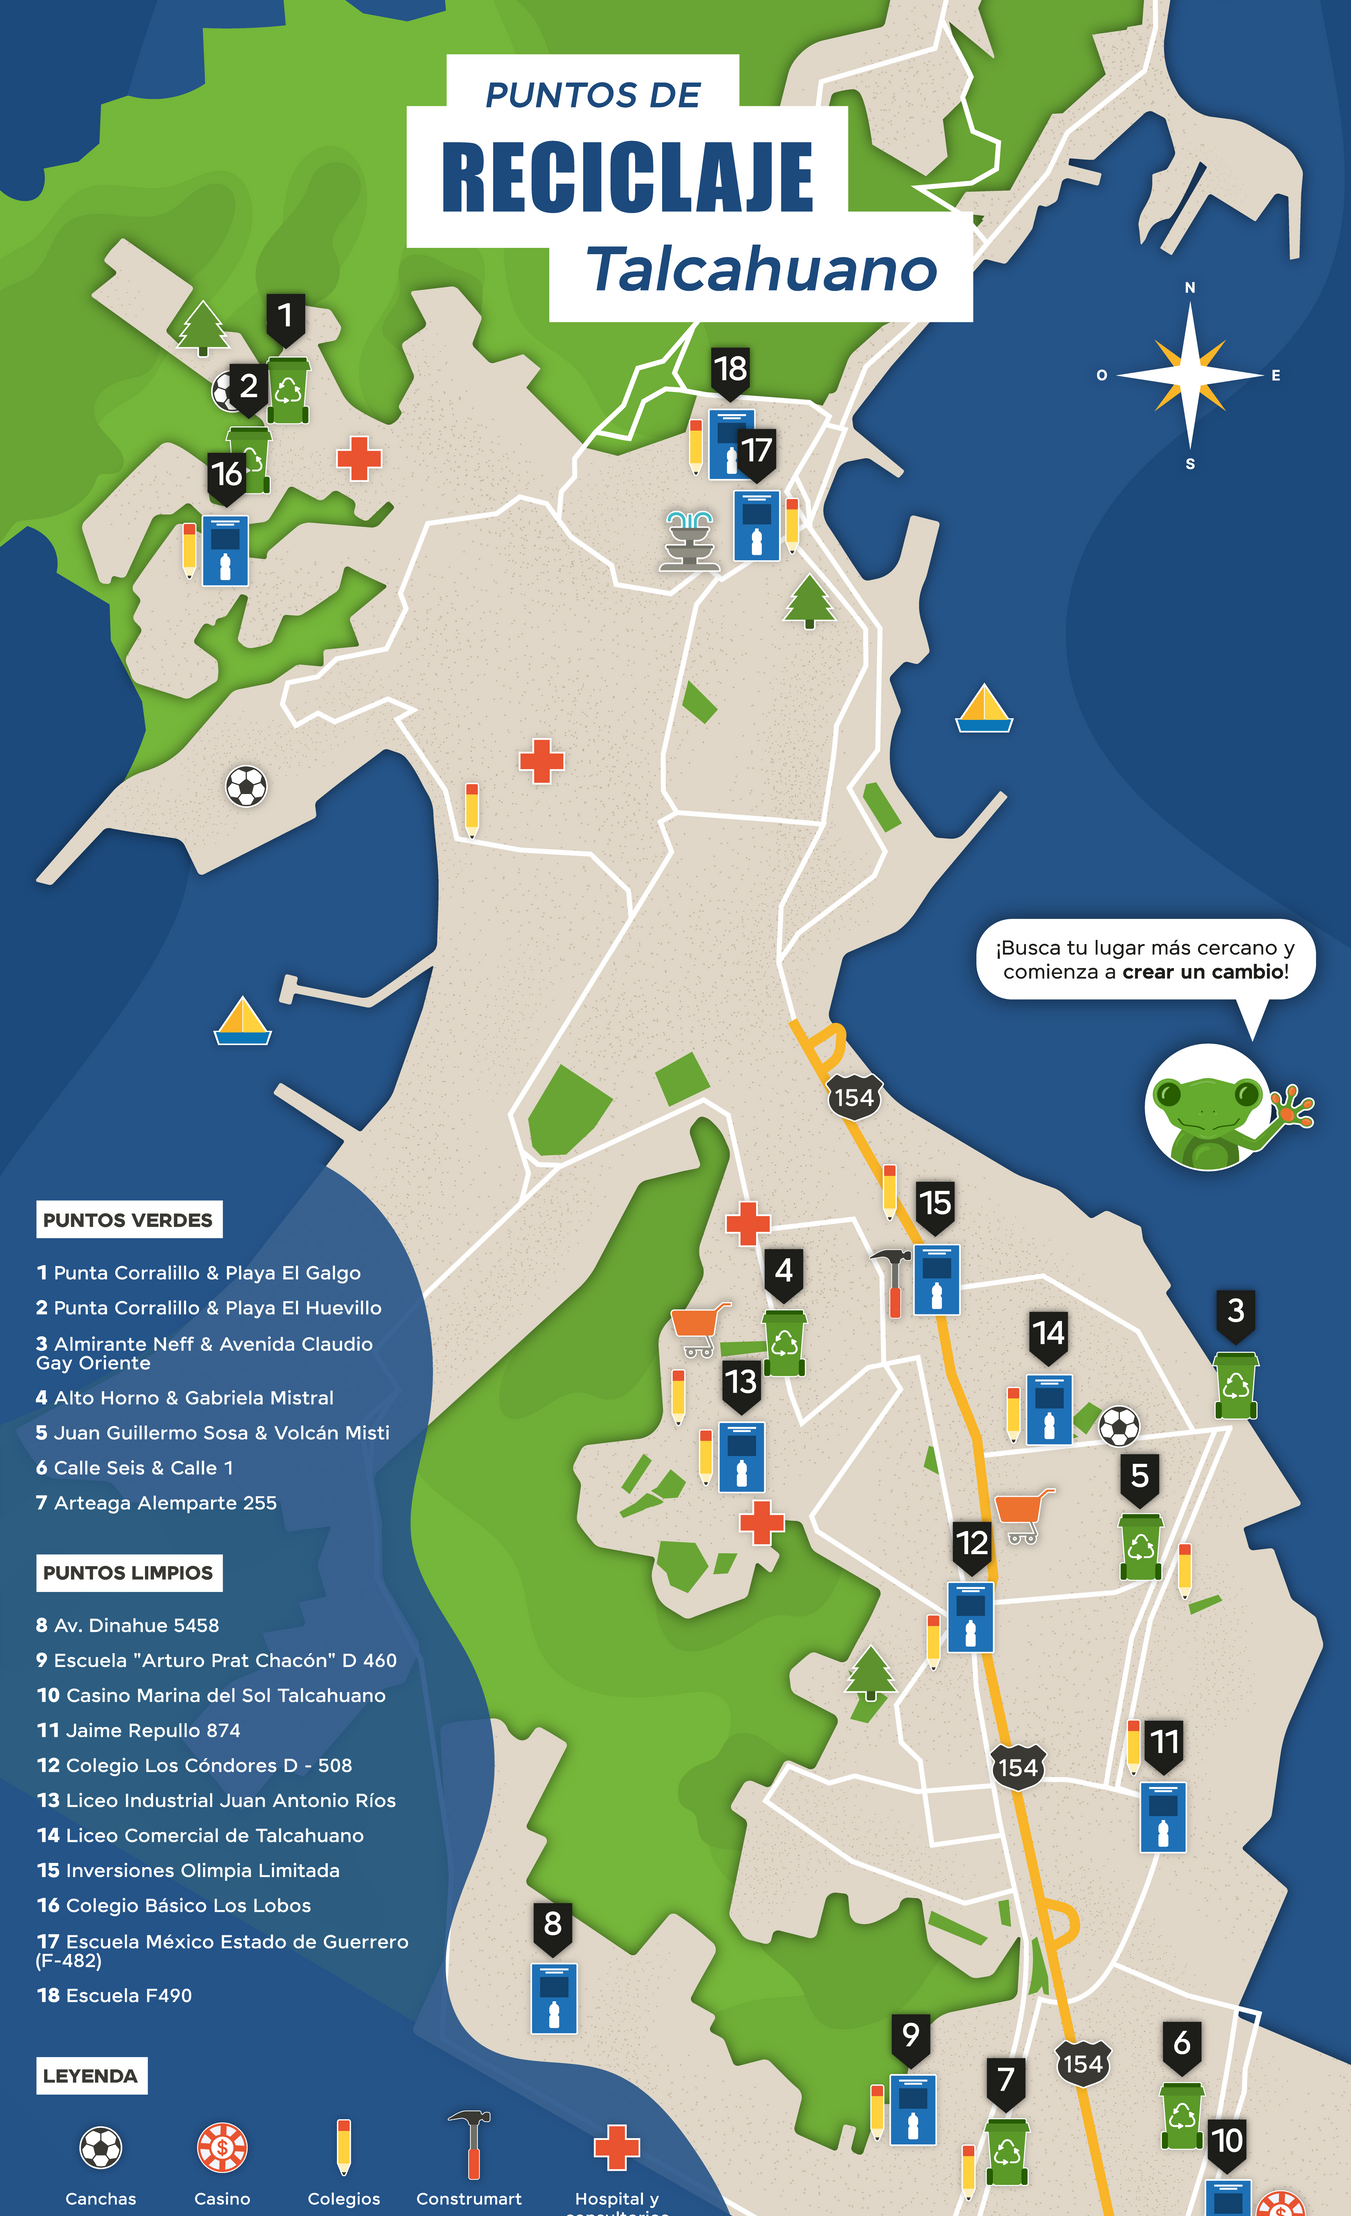 PUNTOS DE
RECICLAJE
Talcahuano
N
O
E
S
1
2
16
18
17
¡Busca tu lugar más cercano y
comienza a crear un cambio!
154
15
4
3
14
13
5
12
154
11
8
9
7
154
6
10
PUNTOS VERDES
1 Punta Corralillo & Playa El Galgo
2 Punta Corralillo & Playa El Huevillo
3 Almirante Neff & Avenida Claudio
Gay Oriente
4 Alto Horno & Gabriela Mistral
5 Juan Guillermo Sosa & Volcán Misti
6 Calle Seis & Calle 1
7 Arteaga Alemparte 255
PUNTOS LIMPIOS
8 Av. Dinahue 5458
9 Escuela "Arturo Prat Chacón" D 460
10 Casino Marina del Sol Talcahuano
11 Jaime Repullo 874
12 Colegio Los Cóndores D - 508
13 Liceo Industrial Juan Antonio Ríos
14 Liceo Comercial de Talcahuano
15 Inversiones Olimpia Limitada
16 Colegio Básico Los Lobos
17 Escuela México Estado de Guerrero
(F-482)
18 Escuela F490
LEYENDA
$
$
Canchas
Casino
Colegios
Construmart
Hospital y